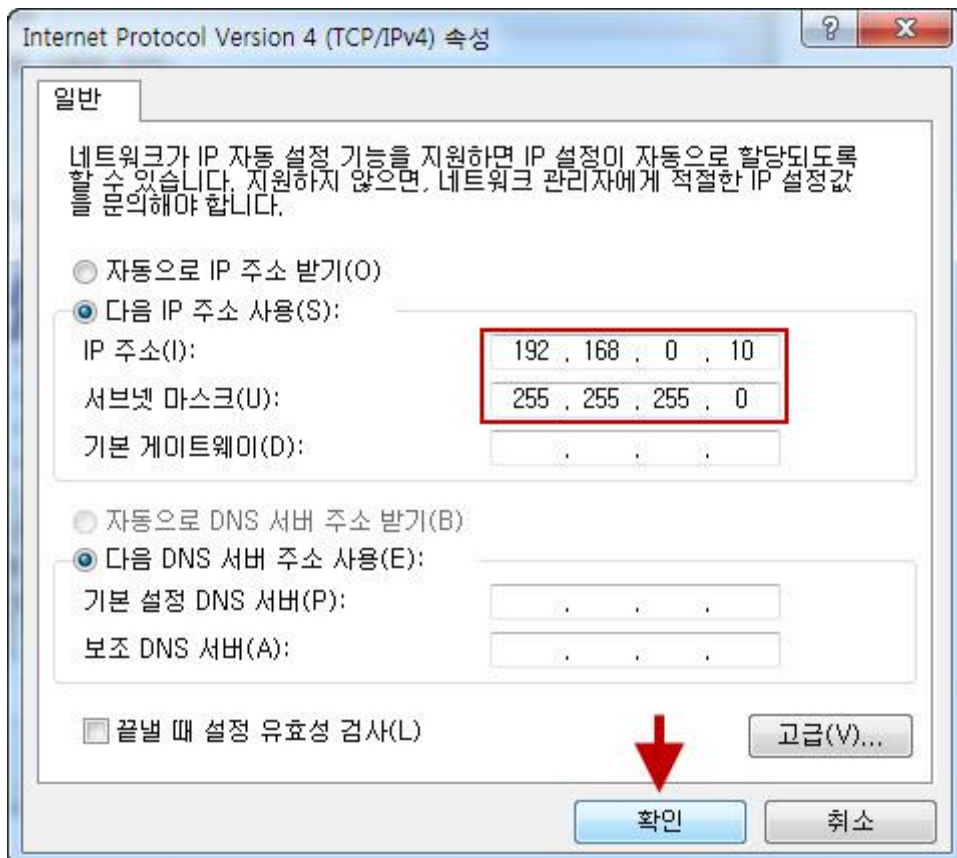 Internet Protocol Version 4 (TCP/IPv4) 속성
일반
네트워크가 IP 자동 설정 기능을 지원하면 IP 설정이 자동으로 할당되도록
할 수 있습니다. 지원하지 않으면, 네트워크 관리자에게 적절한 IP 설정값
을 문의해야 합니다.
자동으로 IP 주소 받기(O)
다음 IP 주소 사용(S):
IP 주소(I): 192 . 168 . 0 . 10
서브넷 마스크(U): 255 . 255 . 255 . 0
기본 게이트웨이(D): . . .
자동으로 DNS 서버 주소 받기(B)
다음 DNS 서버 주소 사용(E):
기본 설정 DNS 서버(P): . . .
보조 DNS 서버(A): . . .
끝낼 때 설정 유효성 검사(L)
고급(V)...
확인 취소